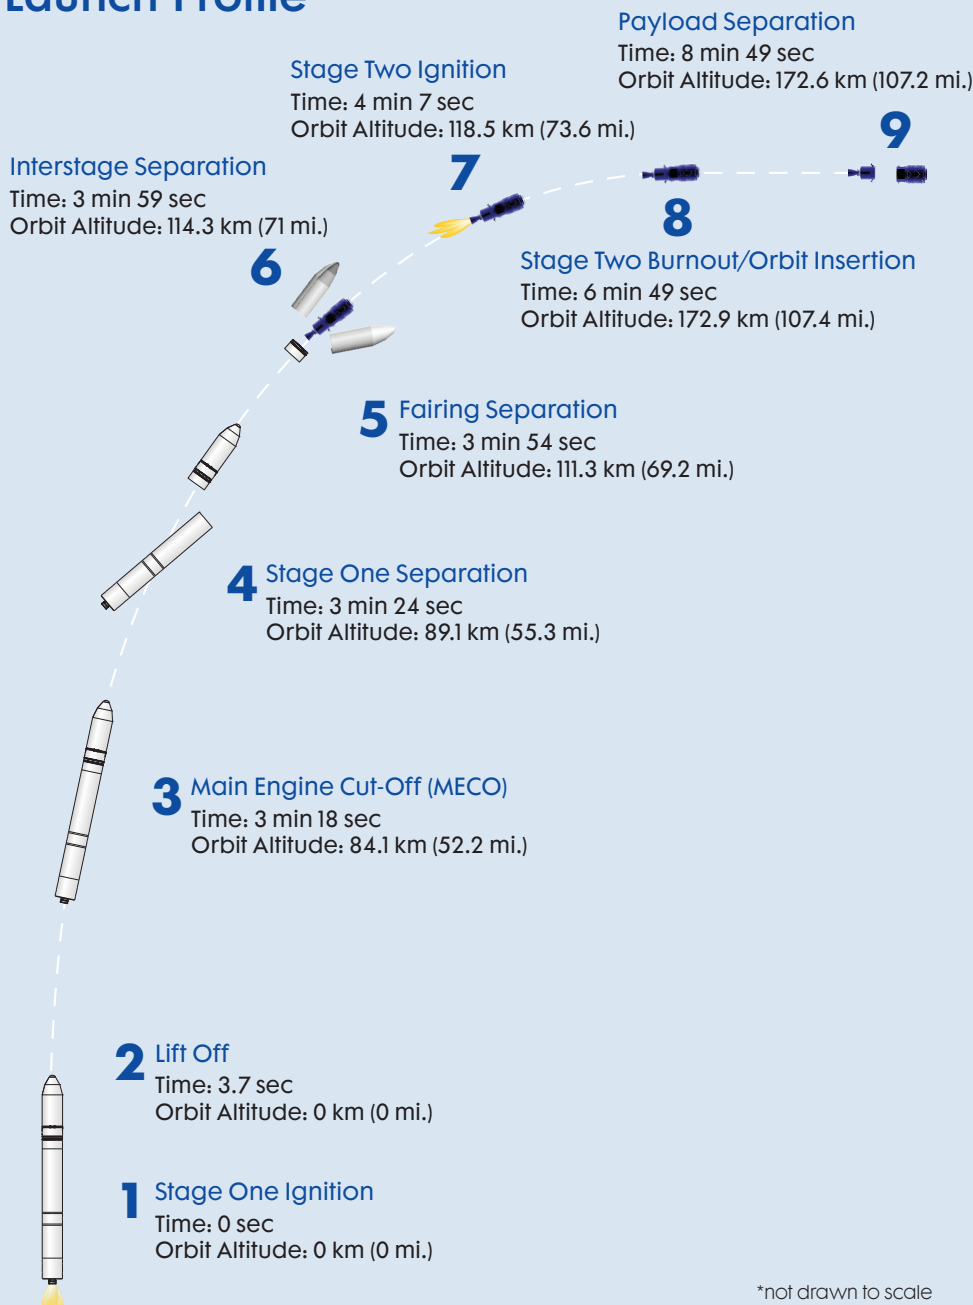 Launch Profile
Payload Separation
Time: 8 min 49 sec
Orbit Altitude: 172.6 km (107.2 mi.)
9
Stage Two Ignition
Time: 4 min 7 sec
Orbit Altitude: 118.5 km (73.6 mi.)
7
Interstage Separation
Time: 3 min 59 sec
Orbit Altitude: 114.3 km (71 mi.)
6
8
Stage Two Burnout/Orbit Insertion
Time: 6 min 49 sec
Orbit Altitude: 172.9 km (107.4 mi.)
5 Fairing Separation
Time: 3 min 54 sec
Orbit Altitude: 111.3 km (69.2 mi.)
4 Stage One Separation
Time: 3 min 24 sec
Orbit Altitude: 89.1 km (55.3 mi.)
3 Main Engine Cut-Off (MECO)
Time: 3 min 18 sec
Orbit Altitude: 84.1 km (52.2 mi.)
2 Lift Off
Time: 3.7 sec
Orbit Altitude: 0 km (0 mi.)
1 Stage One Ignition
Time: 0 sec
Orbit Altitude: 0 km (0 mi.)
*not drawn to scale